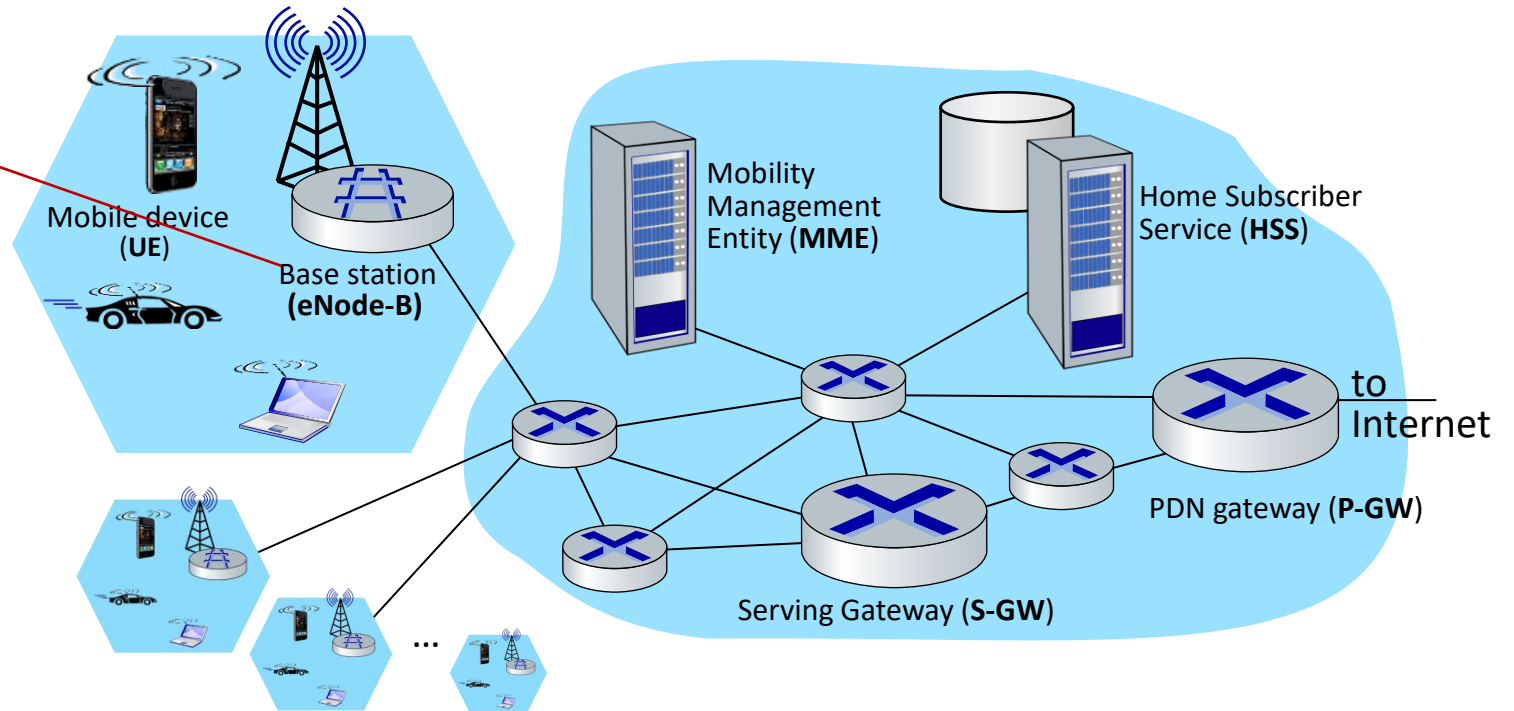 Mobile device
(UE)
Base station
(eNode-B)
Mobility
Management
Entity (MME)
Home Subscriber
Service (HSS)
to
Internet
PDN gateway (P-GW)
Serving Gateway (S-GW)
...